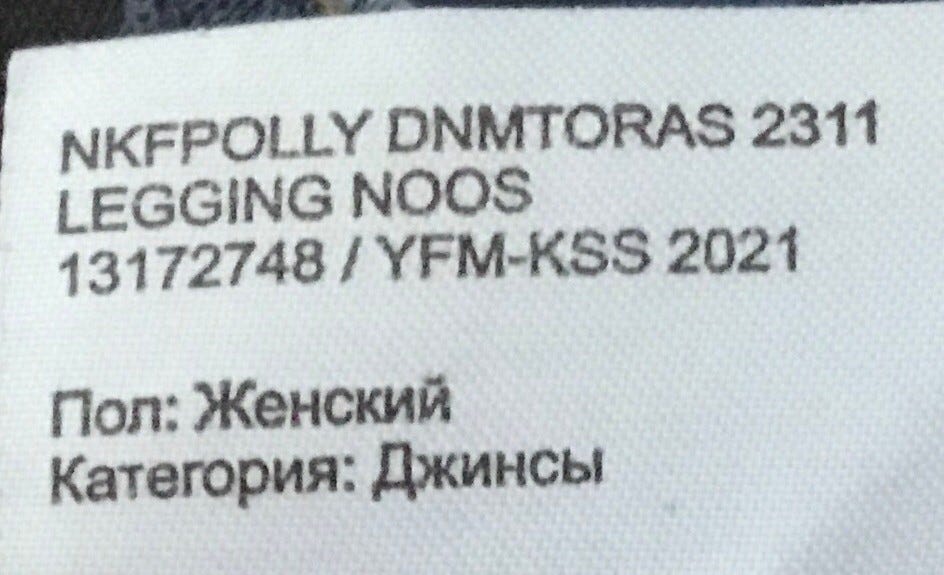 NKFPOLLY DNMTORAS 2311
LEGGING NOOS
13172748 / YFM-KSS 2021
Пол: Женский
Категория: Джинсы